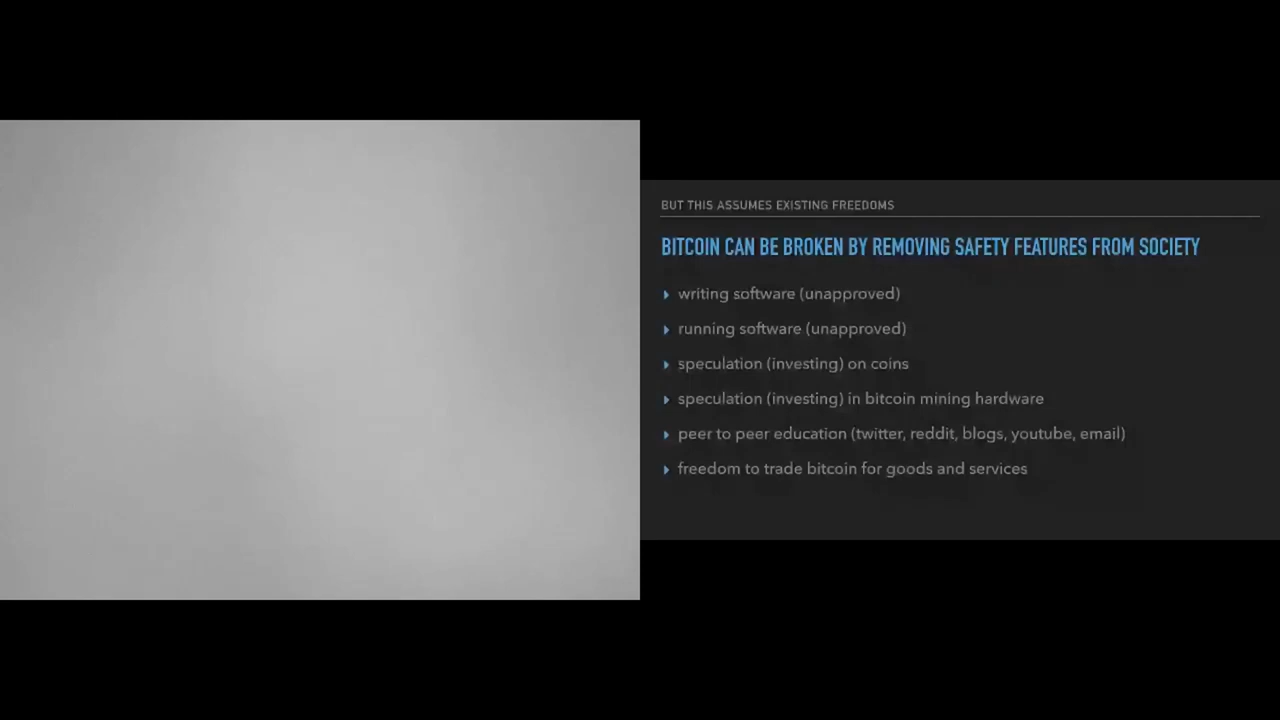 BUT THIS ASSUMES EXISTING FREEDOMS
BITCOIN CAN BE BROKEN BY REMOVING SAFETY FEATURES FROM SOCIETY
writing software (unapproved)
running software (unapproved)
speculation (investing) on coins
speculation (investing) in bitcoin mining hardware
peer to peer education (twitter, reddit, blogs, youtube, email)
freedom to trade bitcoin for goods and services